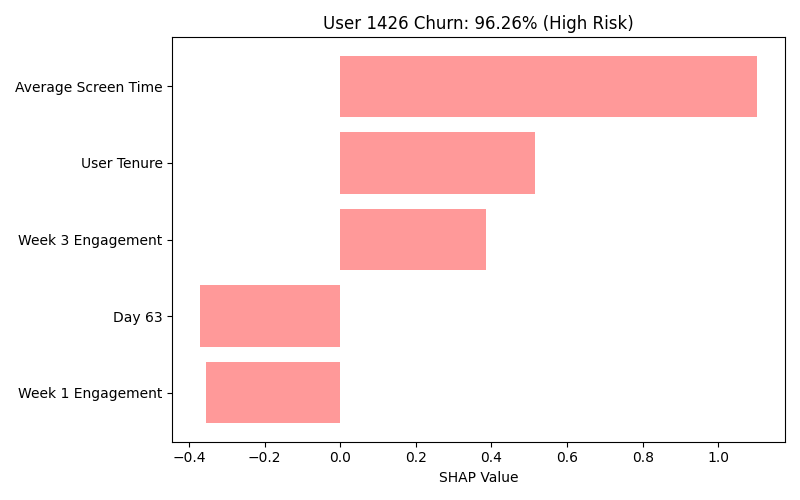 User 1426 Churn: 96.26% (High Risk)
Average Screen Time
User Tenure
Week 3 Engagement
Day 63
Week 1 Engagement
−0.4 −0.2 0.0 0.2 0.4 0.6 0.8 1.0
SHAP Value